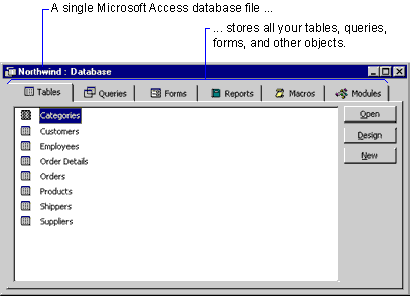 A single Microsoft Access database file ...
... stores all your tables, queries,
forms, and other objects.
Northwind : Database
Tables Queries Forms Reports Macros Modules
Categories
Customers
Employees
Order Details
Orders
Products
Shippers
Suppliers
Open
Design
New